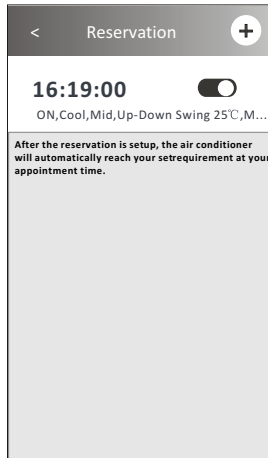 < Reservation +
16:19:00
ON,Cool,Mid,Up-Down Swing 25℃,M...
After the reservation is setup, the air conditioner
will automatically reach your setrequirement at your
appointment time.